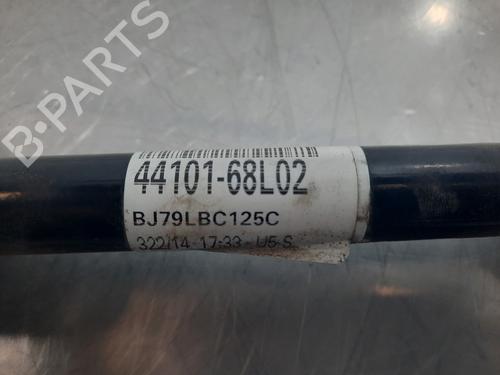 B-PARTS
44101-68L02
BJ79LBC125C
322/14 17:33 - U5-S